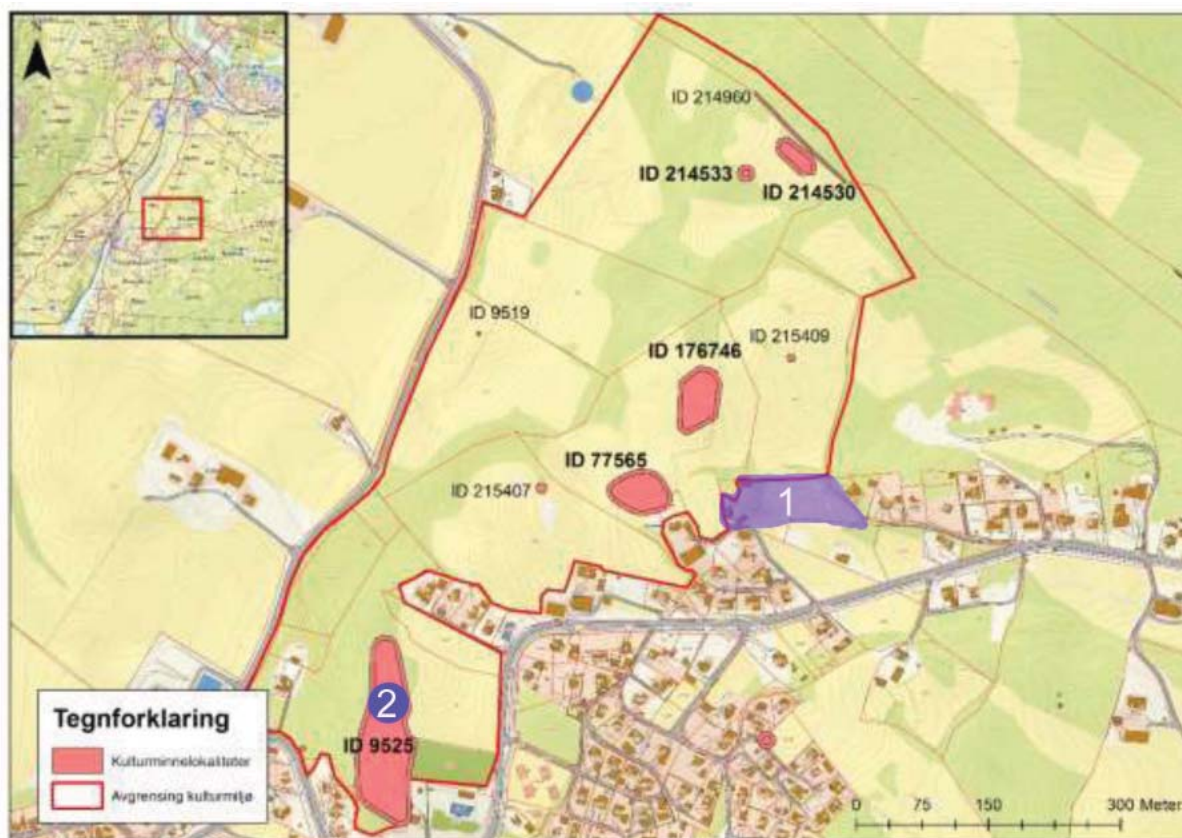 ID 214960
ID 214533
ID 214530
ID 9519
ID 215409
ID 176746
ID 77565
ID 215407
1
2
ID 9525
Tegnforklaring
Kulturminnelokaliteter
Avgrensing kulturmiljø
0 75 150 300 Meter